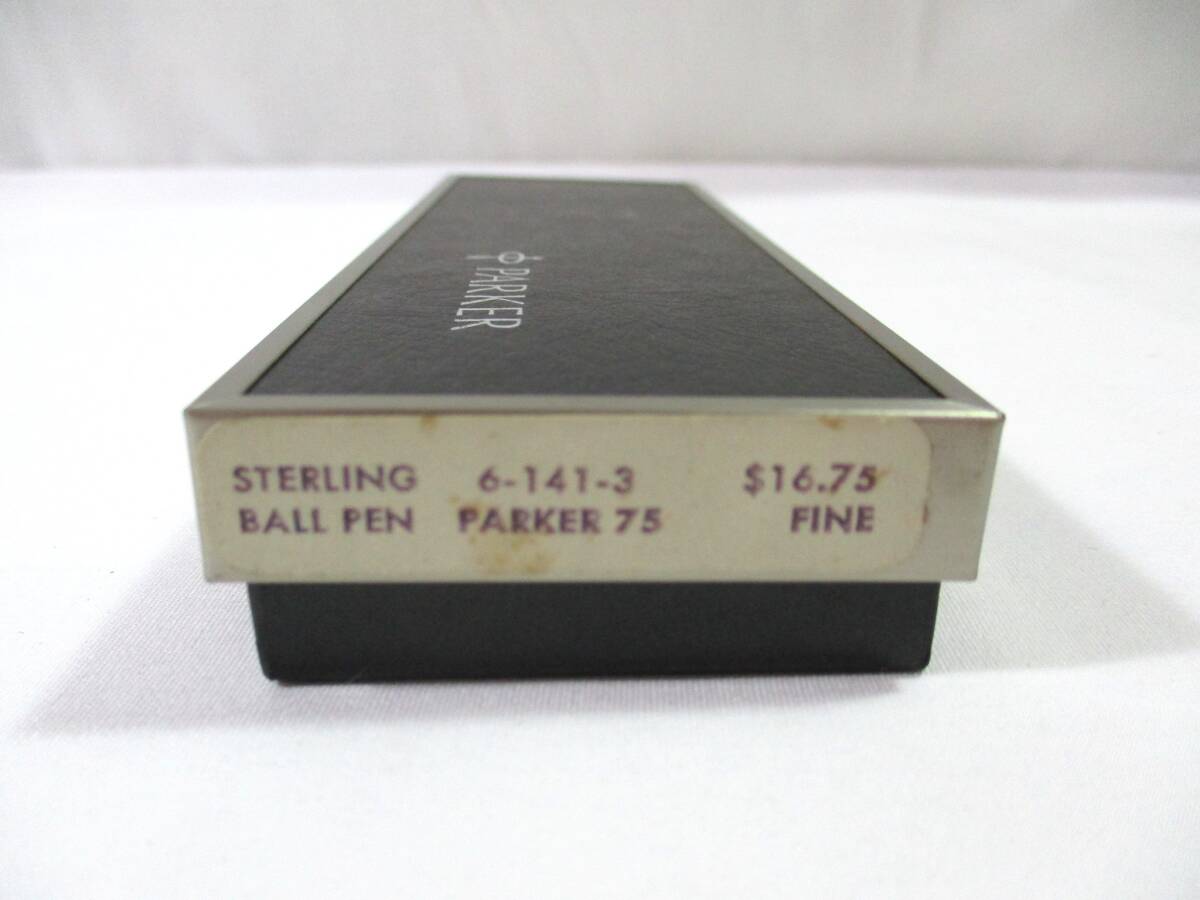 PARKER
STERLING 6-141-3 $16.75
BALL PEN PARKER 75 FINE